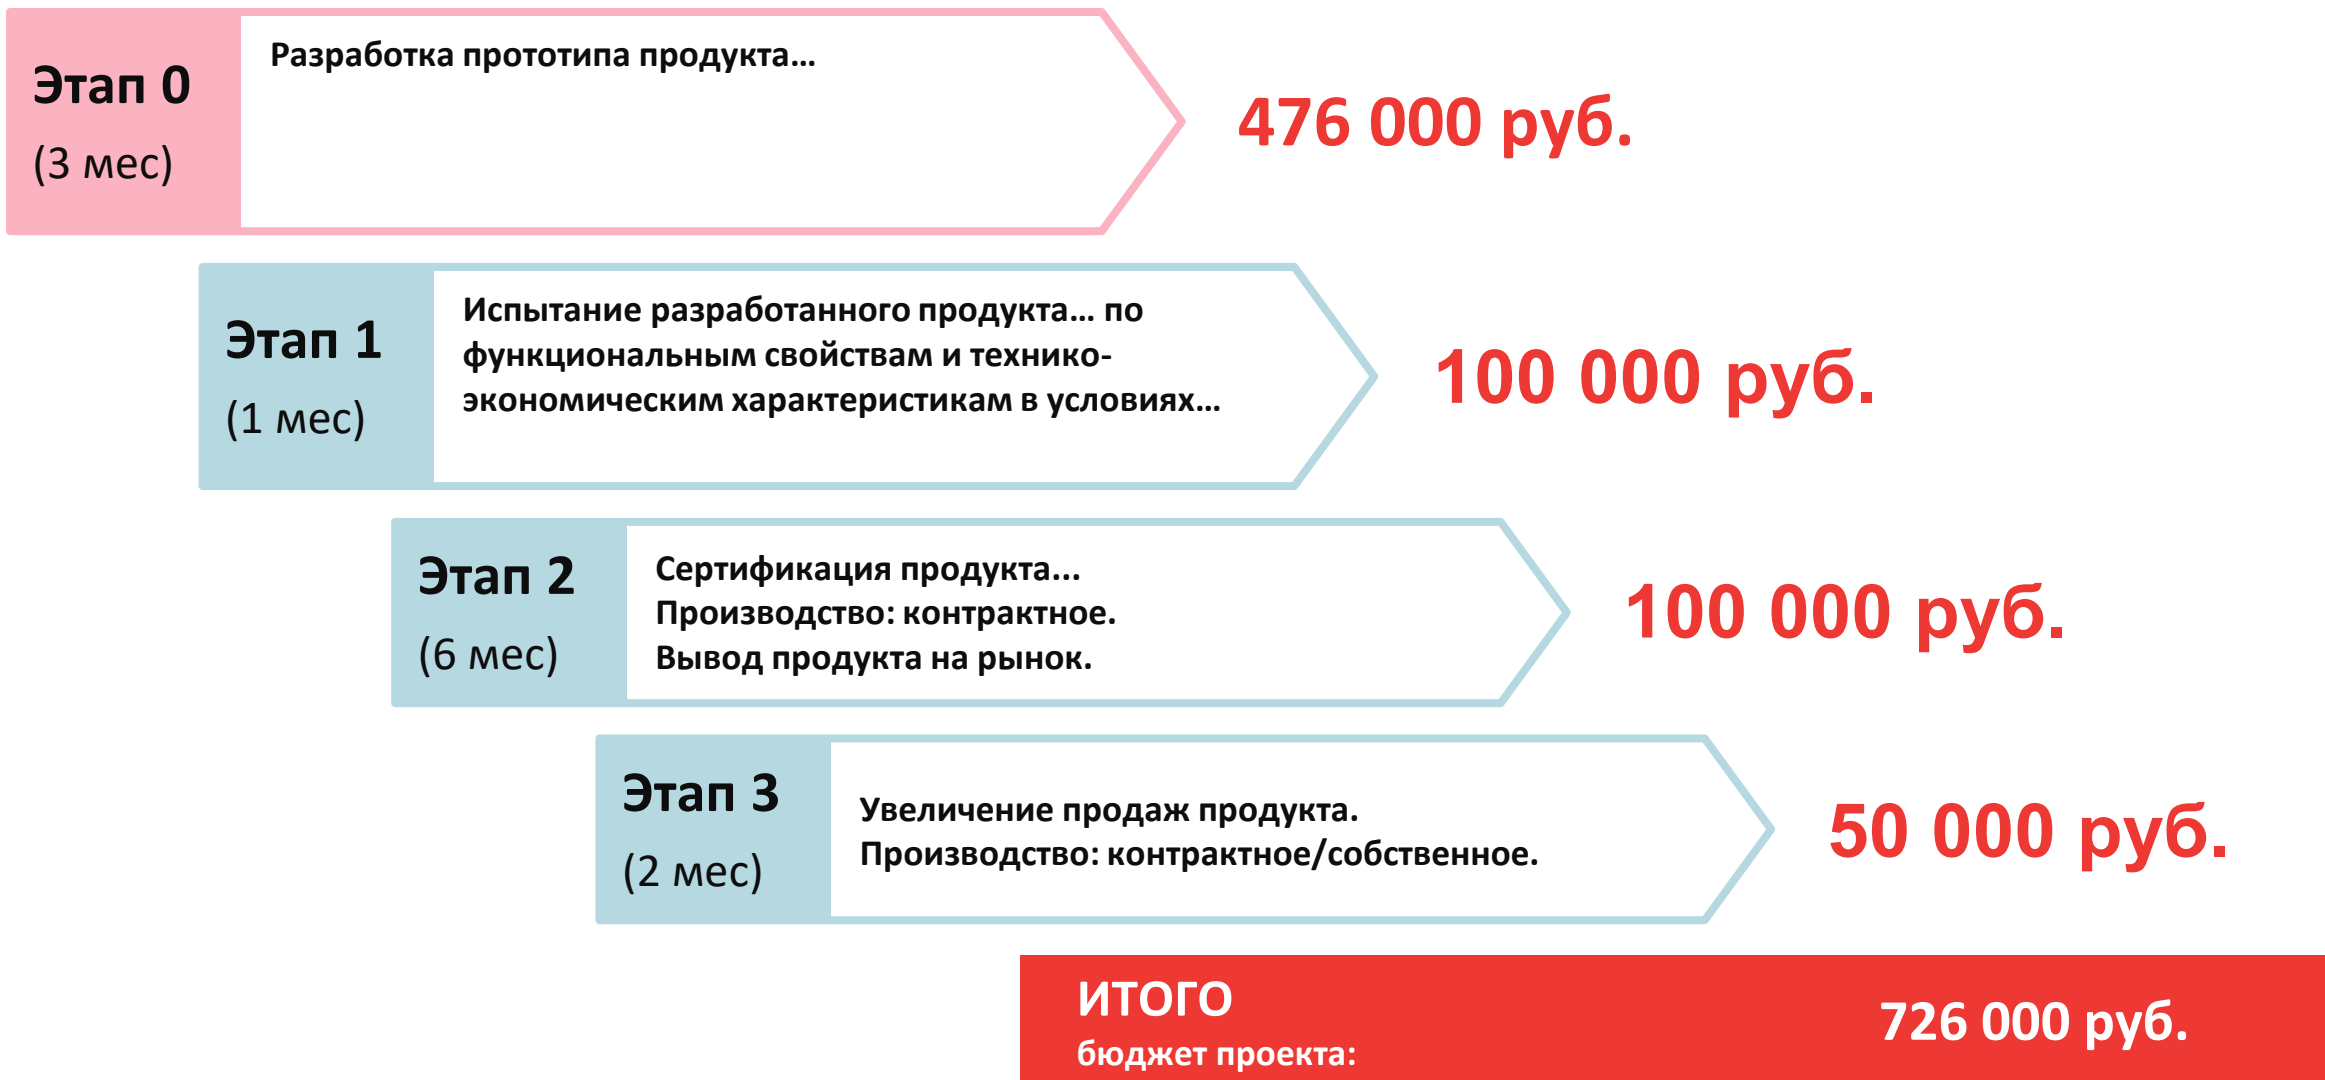 Этап 0
(3 мес)
Разработка прототипа продукта...
476 000 руб.
Этап 1
(1 мес)
Испытание разработанного продукта... по
функциональным свойствам и технико-
экономическим характеристикам в условиях...
100 000 руб.
Этап 2
(6 мес)
Сертификация продукта...
Производство: контрактное.
Вывод продукта на рынок.
100 000 руб.
Этап 3
(2 мес)
Увеличение продаж продукта.
Производство: контрактное/собственное.
50 000 руб.
ИТОГО
бюджет проекта:
726 000 руб.